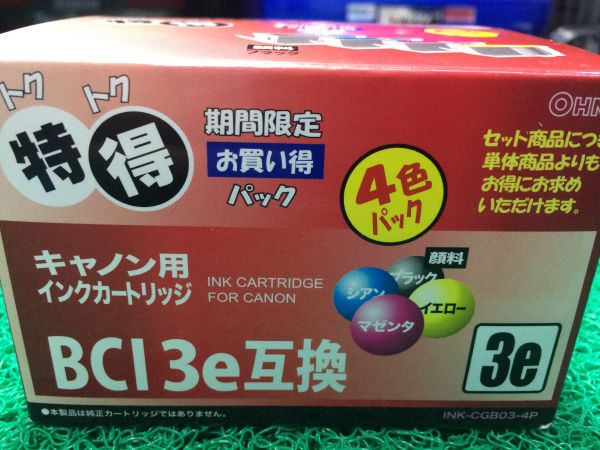 ブラック
トク トク
特得
期間限定
お買い得
パック
4色
パック
OHM
セット商品につき
単体商品よりも
お得にお求め
いただけます。
キャノン用
インクカートリッジ
INK CARTRIDGE
FOR CANON
顔料
ブラック
シアン
イエロー
マゼンタ
BCI 3e互換
3e
●本製品は純正カートリッジではありません。
INK-CGB03-4P